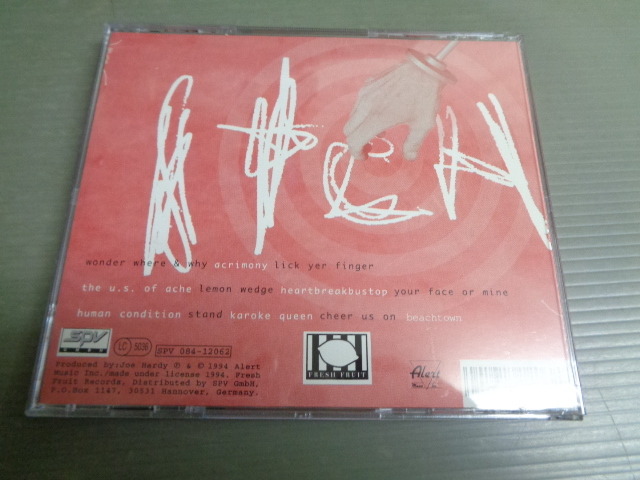 ITCH
wonder where & why acrimony lick yer finger
the u.s. of ache lemon wedge heartbreakbustop your face or mine
human condition stand karoke queen cheer us on beachtown
SPV
LC 5036
SPV 084-12062
FRESH FRUIT
Alert
Produced by:Joe Hardy ℗ & © 1994 Alert
Music Inc./made under license 1994. Fresh
Fruit Records. Distributed by SPV GmbH,
P.O.Box 1147, 30531 Hannover, Germany.